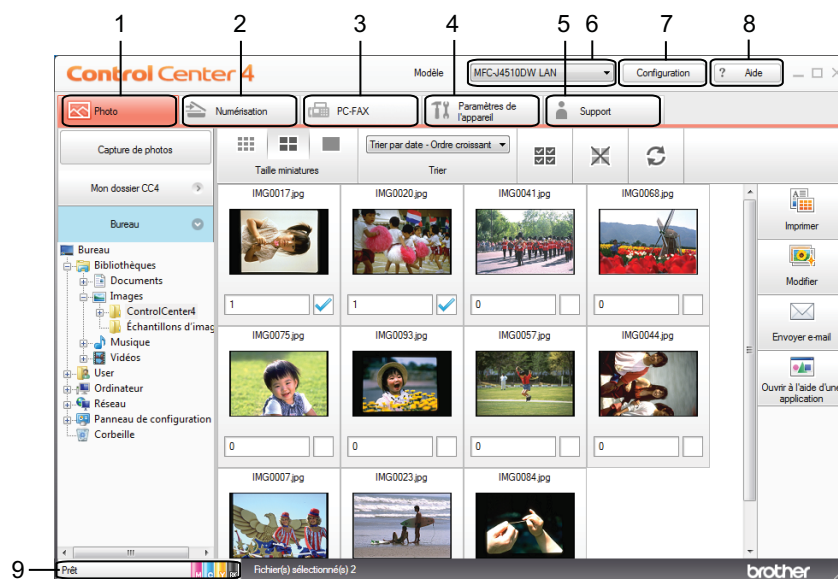 1 2 3 4 5 6 7 8
Control Center 4
Modèle
MFC-J4510DW LAN
Configuration
? Aide
Photo
Numérisation
PC-FAX
Paramètres de
l'appareil
Support
Capture de photos
Mon dossier CC4
Bureau
Taille miniatures
Trier par date - Ordre croissant
Trier
Bureau
Bibliothèques
Documents
Images
ControlCenter4
Échantillons d'imag
Musique
Vidéos
User
Ordinateur
Réseau
Panneau de configuration
Corbeille
IMG0017.jpg
IMG0020.jpg
IMG0041.jpg
IMG0068.jpg
1
1
0
0
IMG0075.jpg
IMG0093.jpg
IMG0057.jpg
IMG0044.jpg
0
0
0
0
IMG0007.jpg
IMG0023.jpg
IMG0084.jpg
Imprimer
Modifier
Envoyer e-mail
Ouvrir à l'aide d'une
application
9
Prêt
M C Y BK
Fichier(s) sélectionné(s) 2
brother